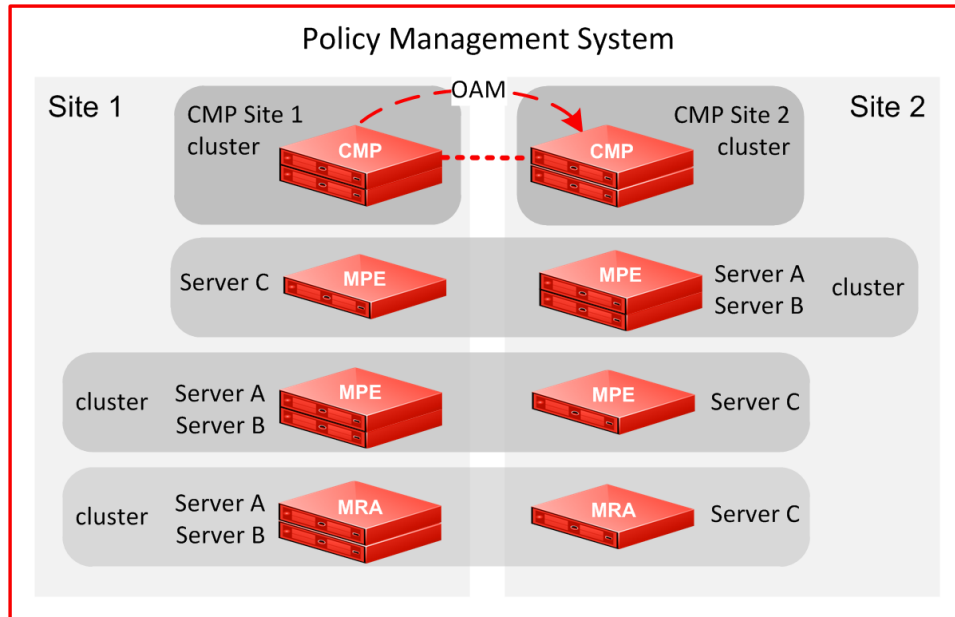 Policy Management System
Site 1
Site 2
OAM
CMP Site 1
cluster
CMP
CMP
CMP Site 2
cluster
Server C
MPE
MPE
Server A
Server B
cluster
cluster
Server A
Server B
MPE
MPE
Server C
cluster
Server A
Server B
MRA
MRA
Server C